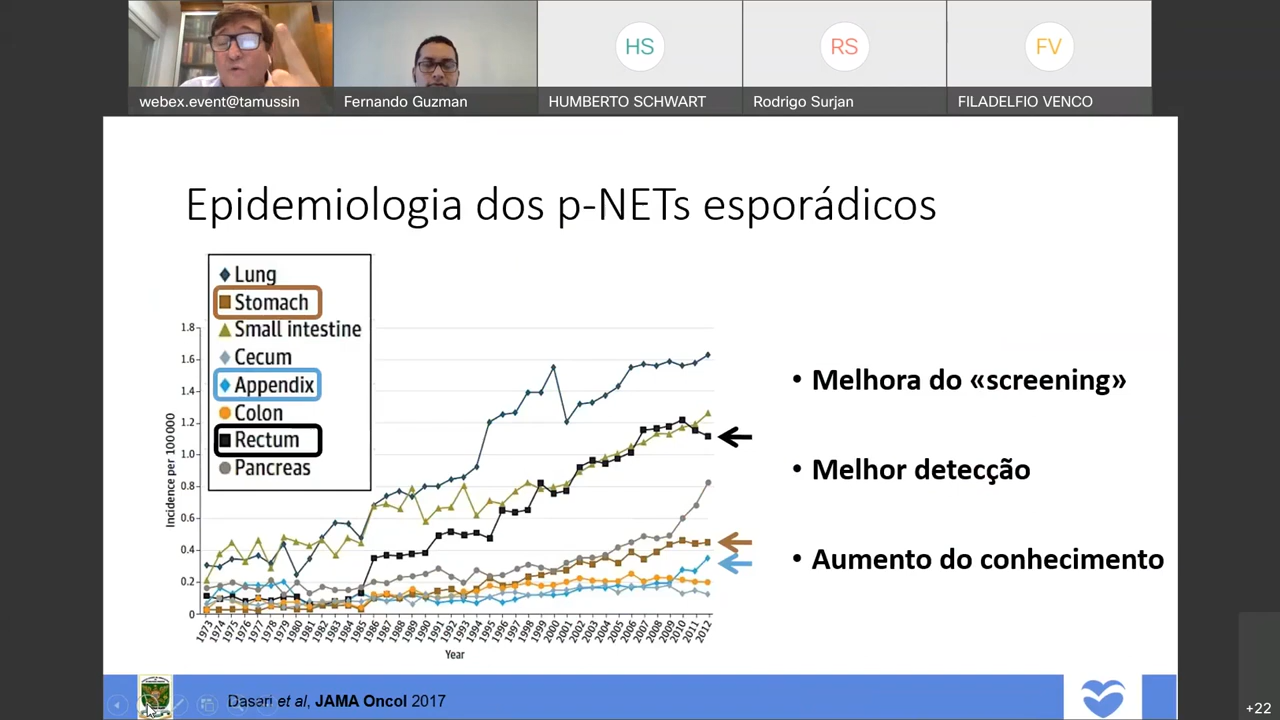 HS
RS
FV
webex.event@tamussin
Fernando Guzman
HUMBERTO SCHWART
Rodrigo Surjan
FILADELFIO VENCO
Epidemiologia dos p-NETs esporádicos
Lung
Stomach
Small intestine
Cecum
Appendix
Colon
Rectum
Pancreas
Incidence per 100 000
1.8
1.6
1.4
1.2
1.0
0.8
0.6
0.4
0.2
0
1973 1974 1975 1976 1977 1978 1979 1980 1981 1982 1983 1984 1985 1986 1987 1988 1989 1990 1991 1992 1993 1994 1995 1996 1997 1998 1999 2000 2001 2002 2003 2004 2005 2006 2007 2008 2009 2010 2011 2012
Year
• Melhora do «screening»
• Melhor detecção
• Aumento do conhecimento
Dasari et al, JAMA Oncol 2017
+22